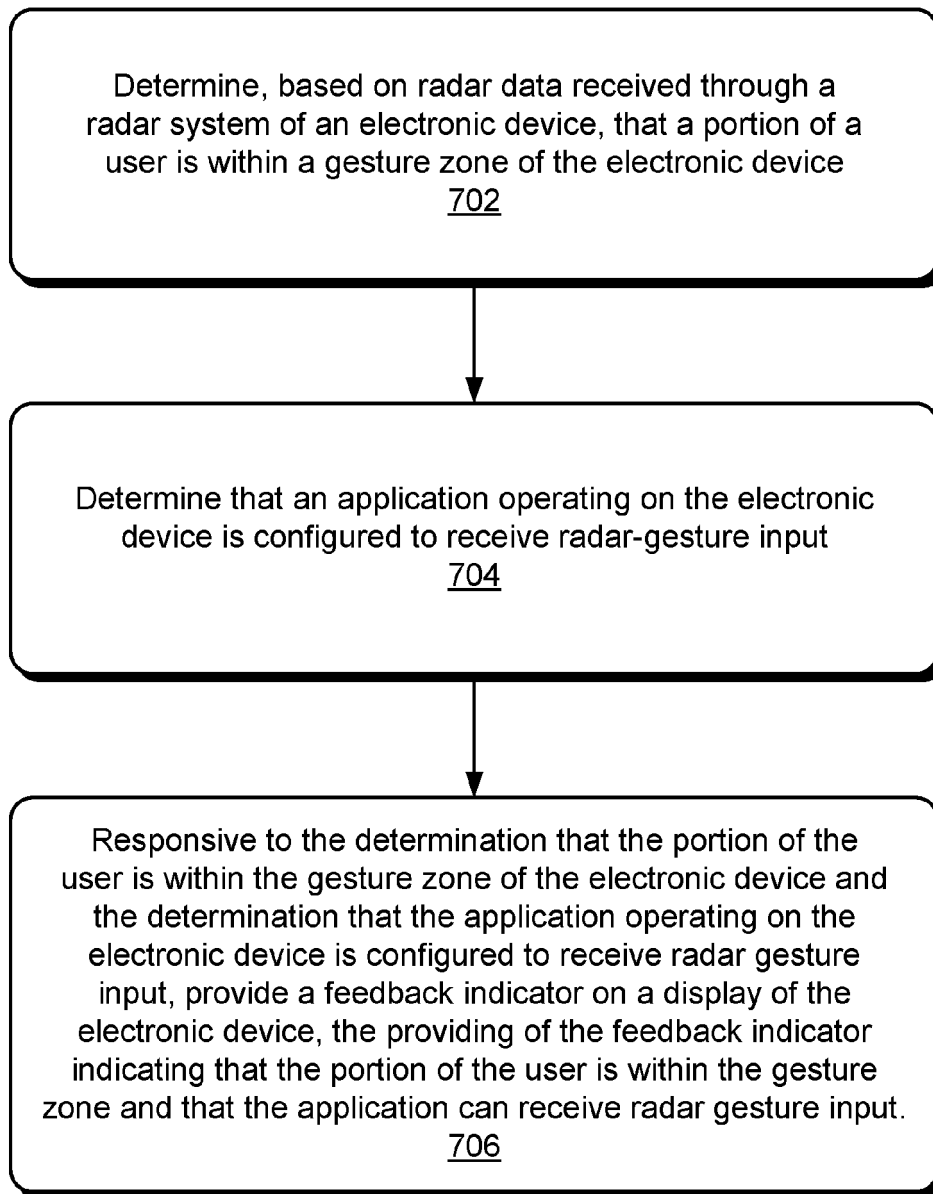 Determine, based on radar data received through a
radar system of an electronic device, that a portion of a
user is within a gesture zone of the electronic device
702
Determine that an application operating on the electronic
device is configured to receive radar-gesture input
704
Responsive to the determination that the portion of the
user is within the gesture zone of the electronic device and
the determination that the application operating on the
electronic device is configured to receive radar gesture
input, provide a feedback indicator on a display of the
electronic device, the providing of the feedback indicator
indicating that the portion of the user is within the gesture
zone and that the application can receive radar gesture input.
706